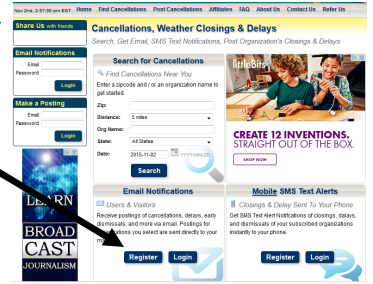 Nov 2nd, 2:57:50 pm EST Home Find Cancellations Post Cancellations Affiliates FAQ About Us Contact Us Refer Us
Share Us with friends
Cancellations, Weather Closings & Delays
Search, Get Email, SMS Text Notifications, Post Organization's Closings & Delays
Email Notifications
Email
Password
Login
Make a Posting
Email
Password
Login
LEARN
BROAD
CAST
JOURNALISM
Search for Cancellations
Find Cancellations Near You
Enter a zipcode and / or an organization name to
get started.
Zip:
Distance: 5 miles
Org Name:
State: All States
Date: 2015-11-02
Search
littleBits
CREATE 12 INVENTIONS.
STRAIGHT OUT OF THE BOX.
SHOP NOW
Email Notifications
Users & Visitors
Receive postings of cancellations, delays, early
dismissals, and more via email. Postings for
you select are sent directly to your
Register Login
Mobile SMS Text Alerts
Closings & Delay Sent To Your Phone
Get SMS Text Alert Notifications of closings, delays,
and dismissals of your subscribed organizations
instantly to your phone.
Register Login